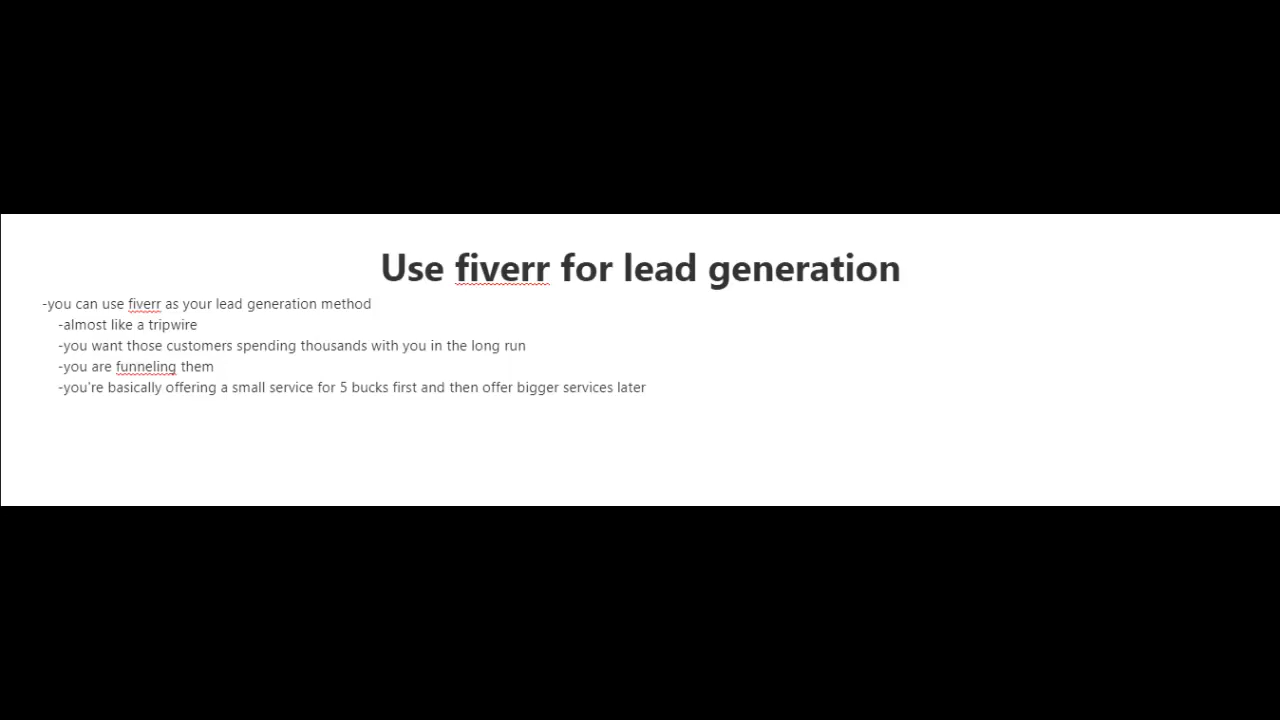 Use fiverr for lead generation
-you can use fiverr as your lead generation method
-almost like a tripwire
-you want those customers spending thousands with you in the long run
-you are funneling them
-you're basically offering a small service for 5 bucks first and then offer bigger services later